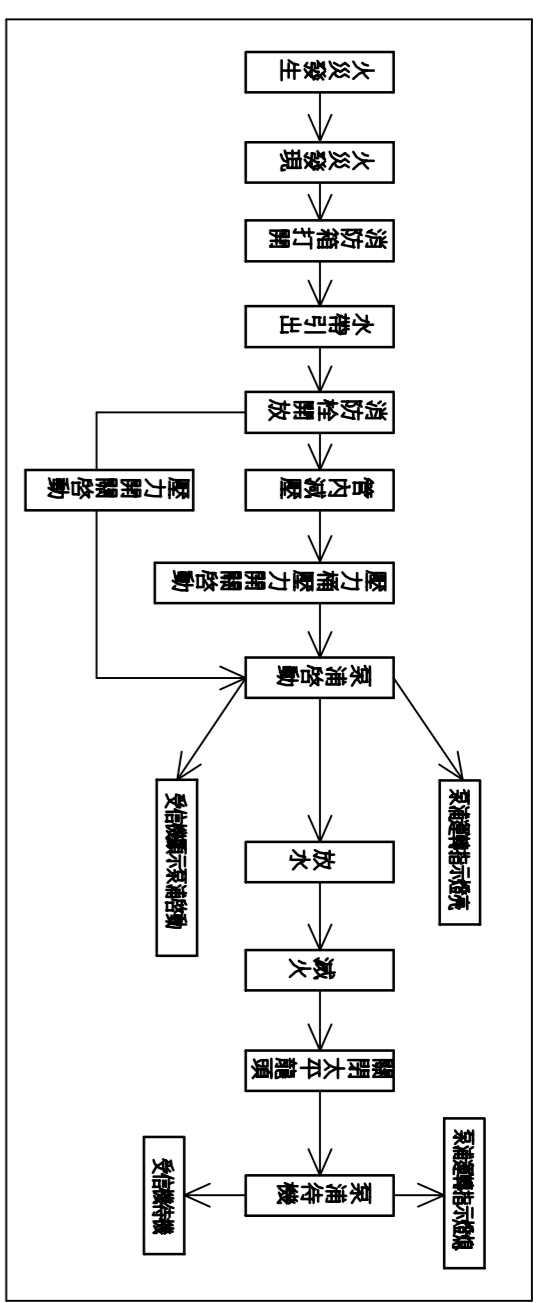 火災發生
火災發現
消防箱打開
水帶引出
消防栓開放
壓力開關啓動
管內減壓
壓力桶壓力開關啓動
泵浦啓動
受信機顯示泵浦啓動
泵浦運轉指示燈亮
放水
滅火
關閉太平龍頭
泵浦待機
受信機待機
泵浦運轉指示燈熄